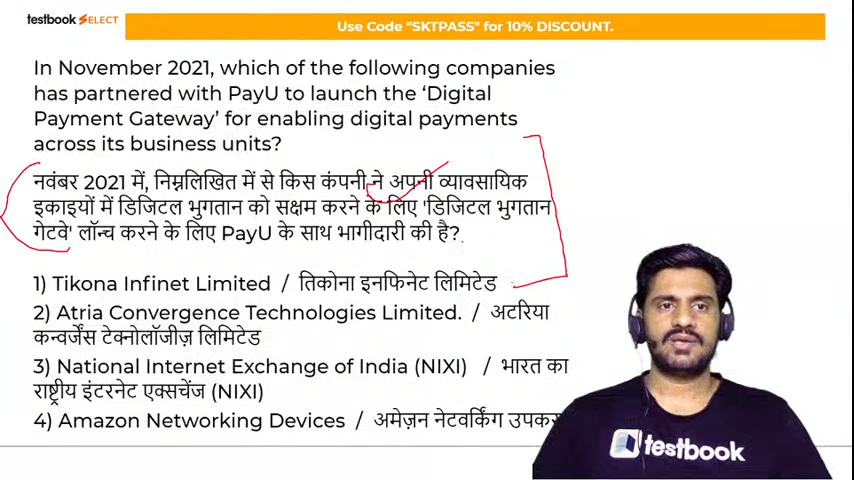 testbook SELECT
Use Code "SKTPASS" for 10% DISCOUNT.
In November 2021, which of the following companies
has partnered with PayU to launch the ‘Digital
Payment Gateway’ for enabling digital payments
across its business units?
नवंबर 2021 में, निम्नलिखित में से किस कंपनी ने अपनी व्यावसायिक
इकाइयों में डिजिटल भुगतान को सक्षम करने के लिए 'डिजिटल भुगतान
गेटवे' लॉन्च करने के लिए PayU के साथ भागीदारी की है?
1) Tikona Infinet Limited / तिकोना इनफिनेट लिमिटेड
2) Atria Convergence Technologies Limited. / अटरिया
कन्वर्जेंस टेक्नोलॉजीज़ लिमिटेड
3) National Internet Exchange of India (NIXI) / भारत का
राष्ट्रीय इंटरनेट एक्सचेंज (NIXI)
4) Amazon Networking Devices / अमेज़न नेटवर्किंग
testbook